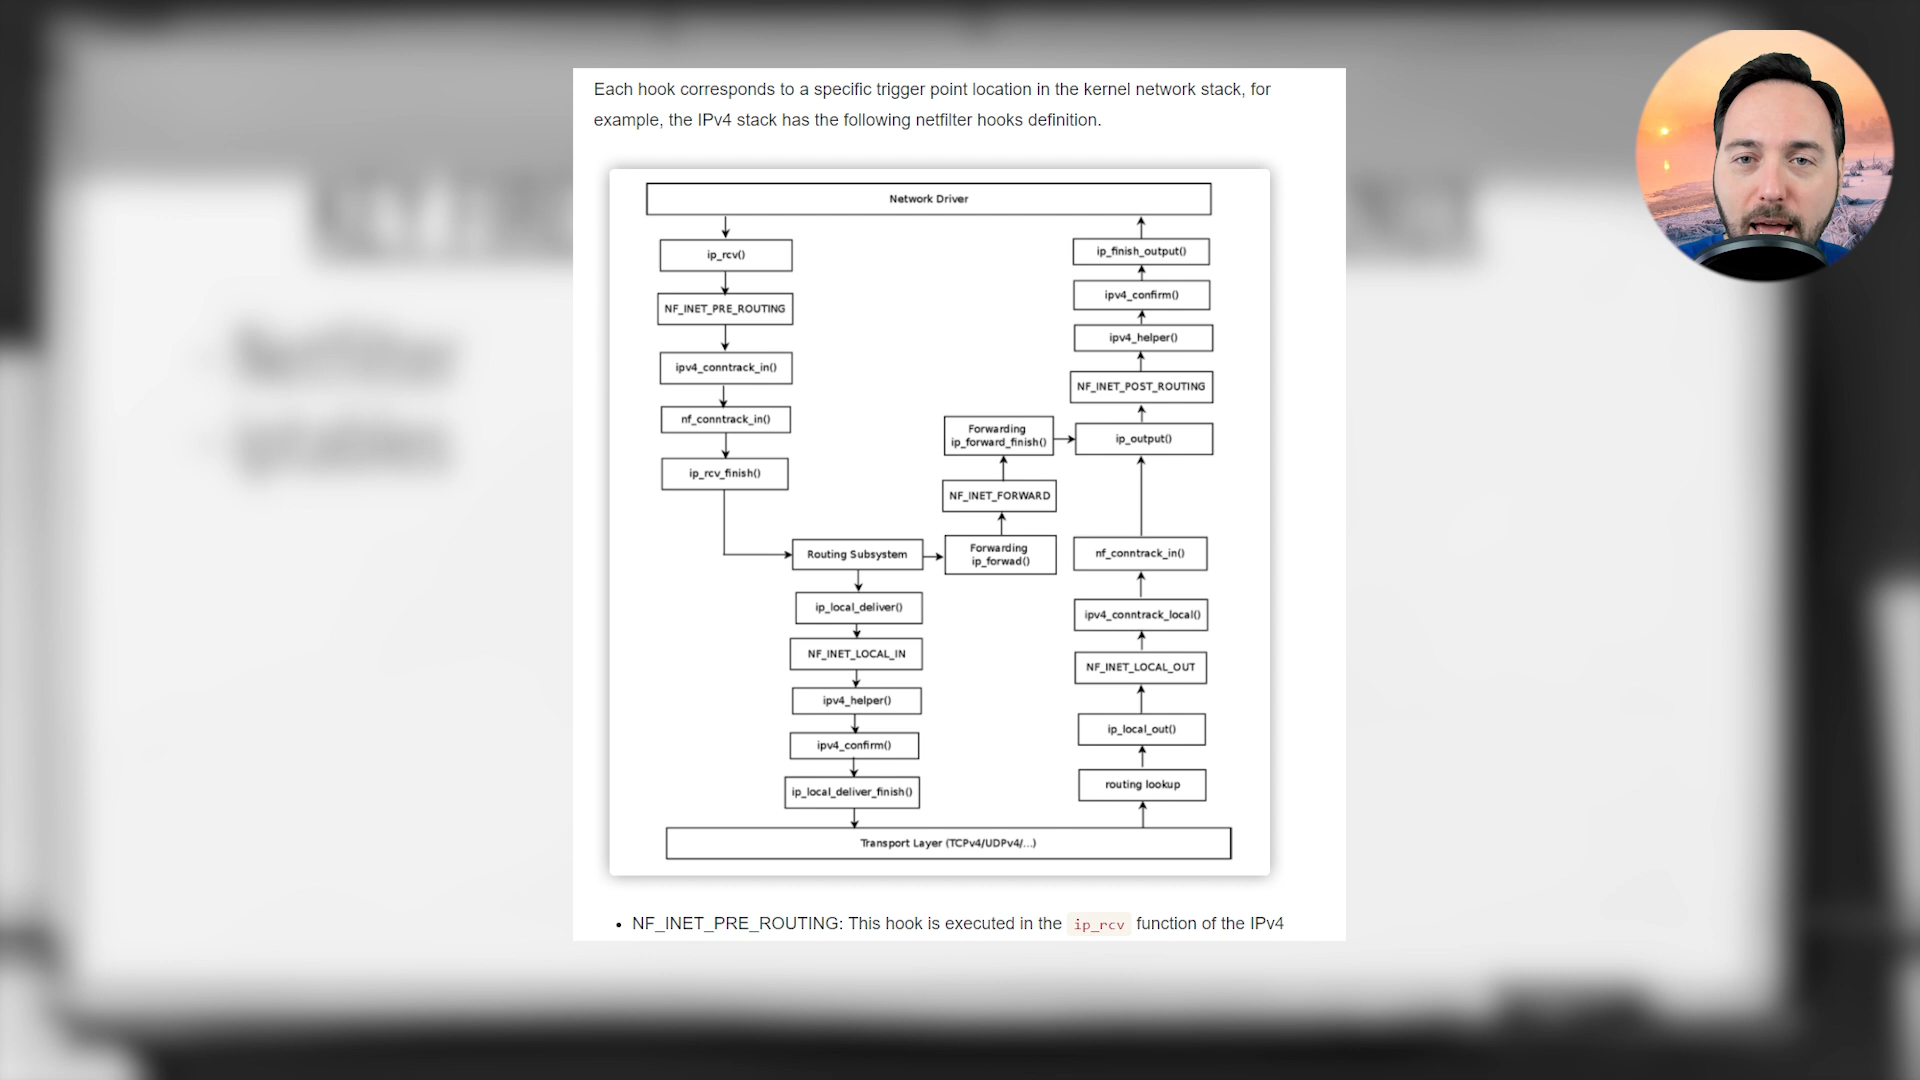 Each hook corresponds to a specific trigger point location in the kernel network stack, for
example, the IPv4 stack has the following netfilter hooks definition.
Network Driver
ip_rcv()
NF_INET_PRE_ROUTING
ipv4_conntrack_in()
nf_conntrack_in()
ip_rcv_finish()
Routing Subsystem
ip_local_deliver()
NF_INET_LOCAL_IN
ipv4_helper()
ipv4_confirm()
ip_local_deliver_finish()
Forwarding
ip_forward_finish()
NF_INET_FORWARD
Forwarding
ip_forwad()
ip_finish_output()
ipv4_confirm()
ipv4_helper()
NF_INET_POST_ROUTING
ip_output()
nf_conntrack_in()
ipv4_conntrack_local()
NF_INET_LOCAL_OUT
ip_local_out()
routing lookup
Transport Layer (TCPv4/UDPv4/...)
• NF_INET_PRE_ROUTING: This hook is executed in the ip_rcv function of the IPv4
- Netfilter
- iptables